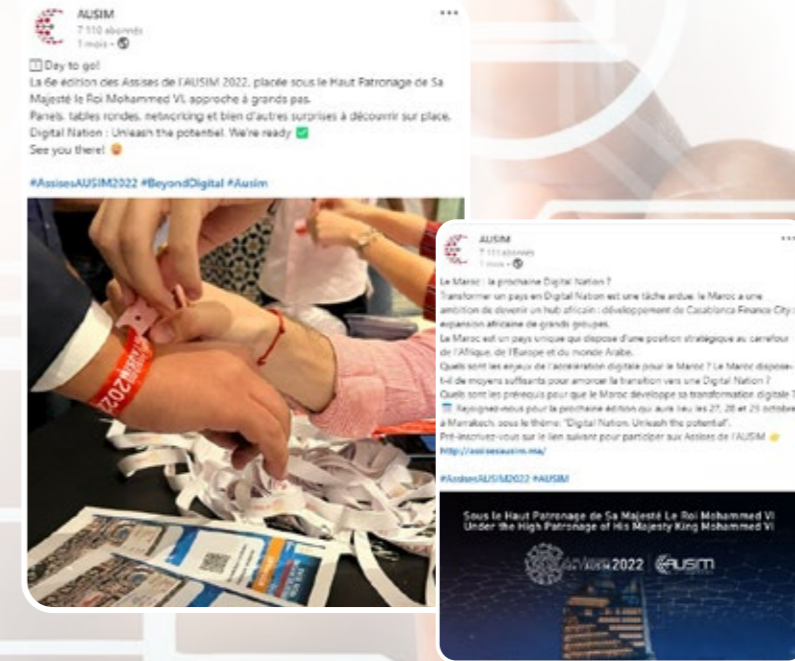 AUSIM
7 110 abonnés
1 mois •
1 Day to go!
La 6e édition des Assises de l'AUSIM 2022, placée sous le Haut Patronage de Sa
Majesté le Roi Mohammed VI, approche à grands pas.
Panels, tables rondes, networking et bien d'autres surprises à découvrir sur place.
Digital Nation : Unleash the potential. We're ready ✅
See you there!
#AssisesAUSIM2022 #BeyondDigital #Ausim
AUSIM
7 111 abonnés
1 mois •
Le Maroc : la prochaine Digital Nation ?
Transformer un pays en Digital Nation est une tâche ardue. le Maroc a une
ambition de devenir un hub africain : développement de Casablanca Finance City :
expansion africaine de grands groupes.
Le Maroc est un pays unique qui dispose d'une position stratégique au carrefour
de l'Afrique, de l'Europe et du monde Arabe.
Quels sont les enjeux de l'accélération digitale pour le Maroc ? Le Maroc dispose-
t-il de moyens suffisants pour amorcer la transition vers une Digital Nation ?
Quels sont les prérequis pour que le Maroc développe sa transformation digitale ?
Rejoignez-nous pour la prochaine édition qui aura lieu les 27, 28 et 29 octobre
à Marrakech, sous le thème: "Digital Nation, Unleash the potential".
Pré-inscrivez-vous sur le lien suivant pour participer aux Assises de l'AUSIM
http://assisesausim.ma/
#AssisesAUSIM2022 #AUSIM
Sous le Haut Patronage de Sa Majesté Le Roi Mohammed VI
Under the High Patronage of His Majesty King Mohammed VI
2022
AUSIM